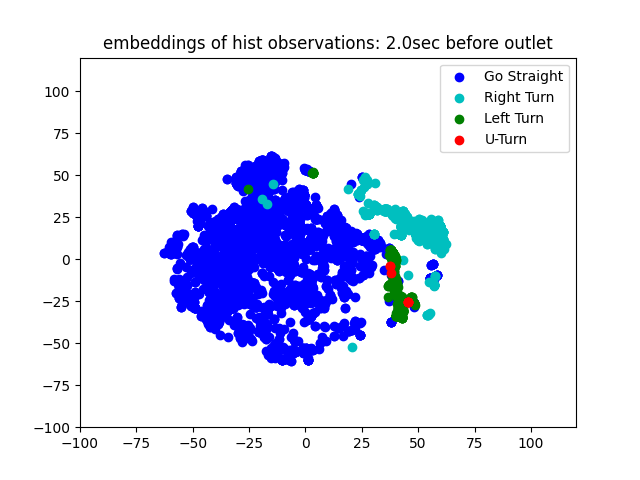 embeddings of hist observations: 2.0sec before outlet
Go Straight
Right Turn
Left Turn
U-Turn
100
75
50
25
0
−25
−50
−75
−100
−100 −75 −50 −25 0 25 50 75 100